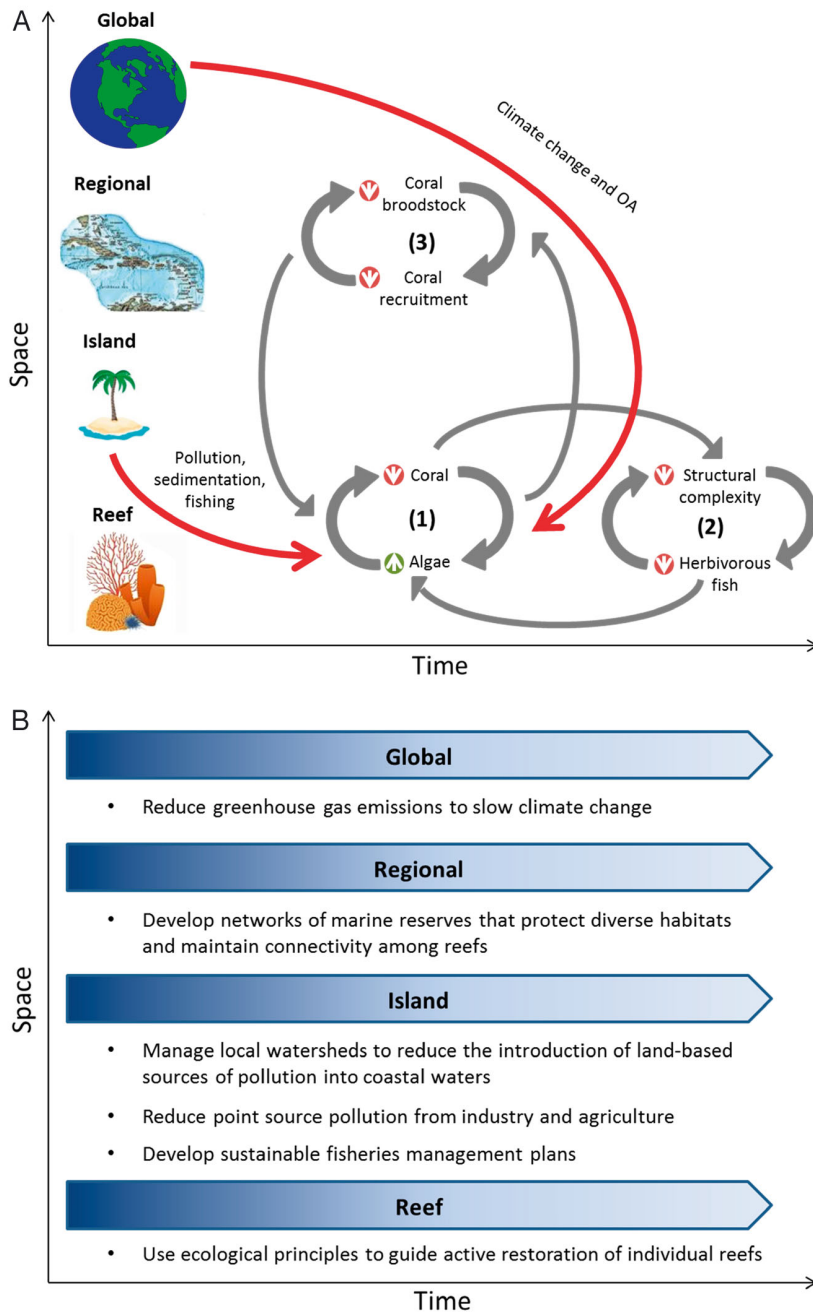 A
Global
Climate change and OA
Regional
Coral
broodstock
(3)
Coral
recruitment
Island
Space
Pollution,
sedimentation,
fishing
Coral
(1)
Algae
Structural
complexity
(2)
Herbivorous
fish
Reef
Time
B
Global
• Reduce greenhouse gas emissions to slow climate change
Regional
• Develop networks of marine reserves that protect diverse habitats
and maintain connectivity among reefs
Island
Space
• Manage local watersheds to reduce the introduction of land-based
sources of pollution into coastal waters
• Reduce point source pollution from industry and agriculture
• Develop sustainable fisheries management plans
Reef
• Use ecological principles to guide active restoration of individual reefs
Time